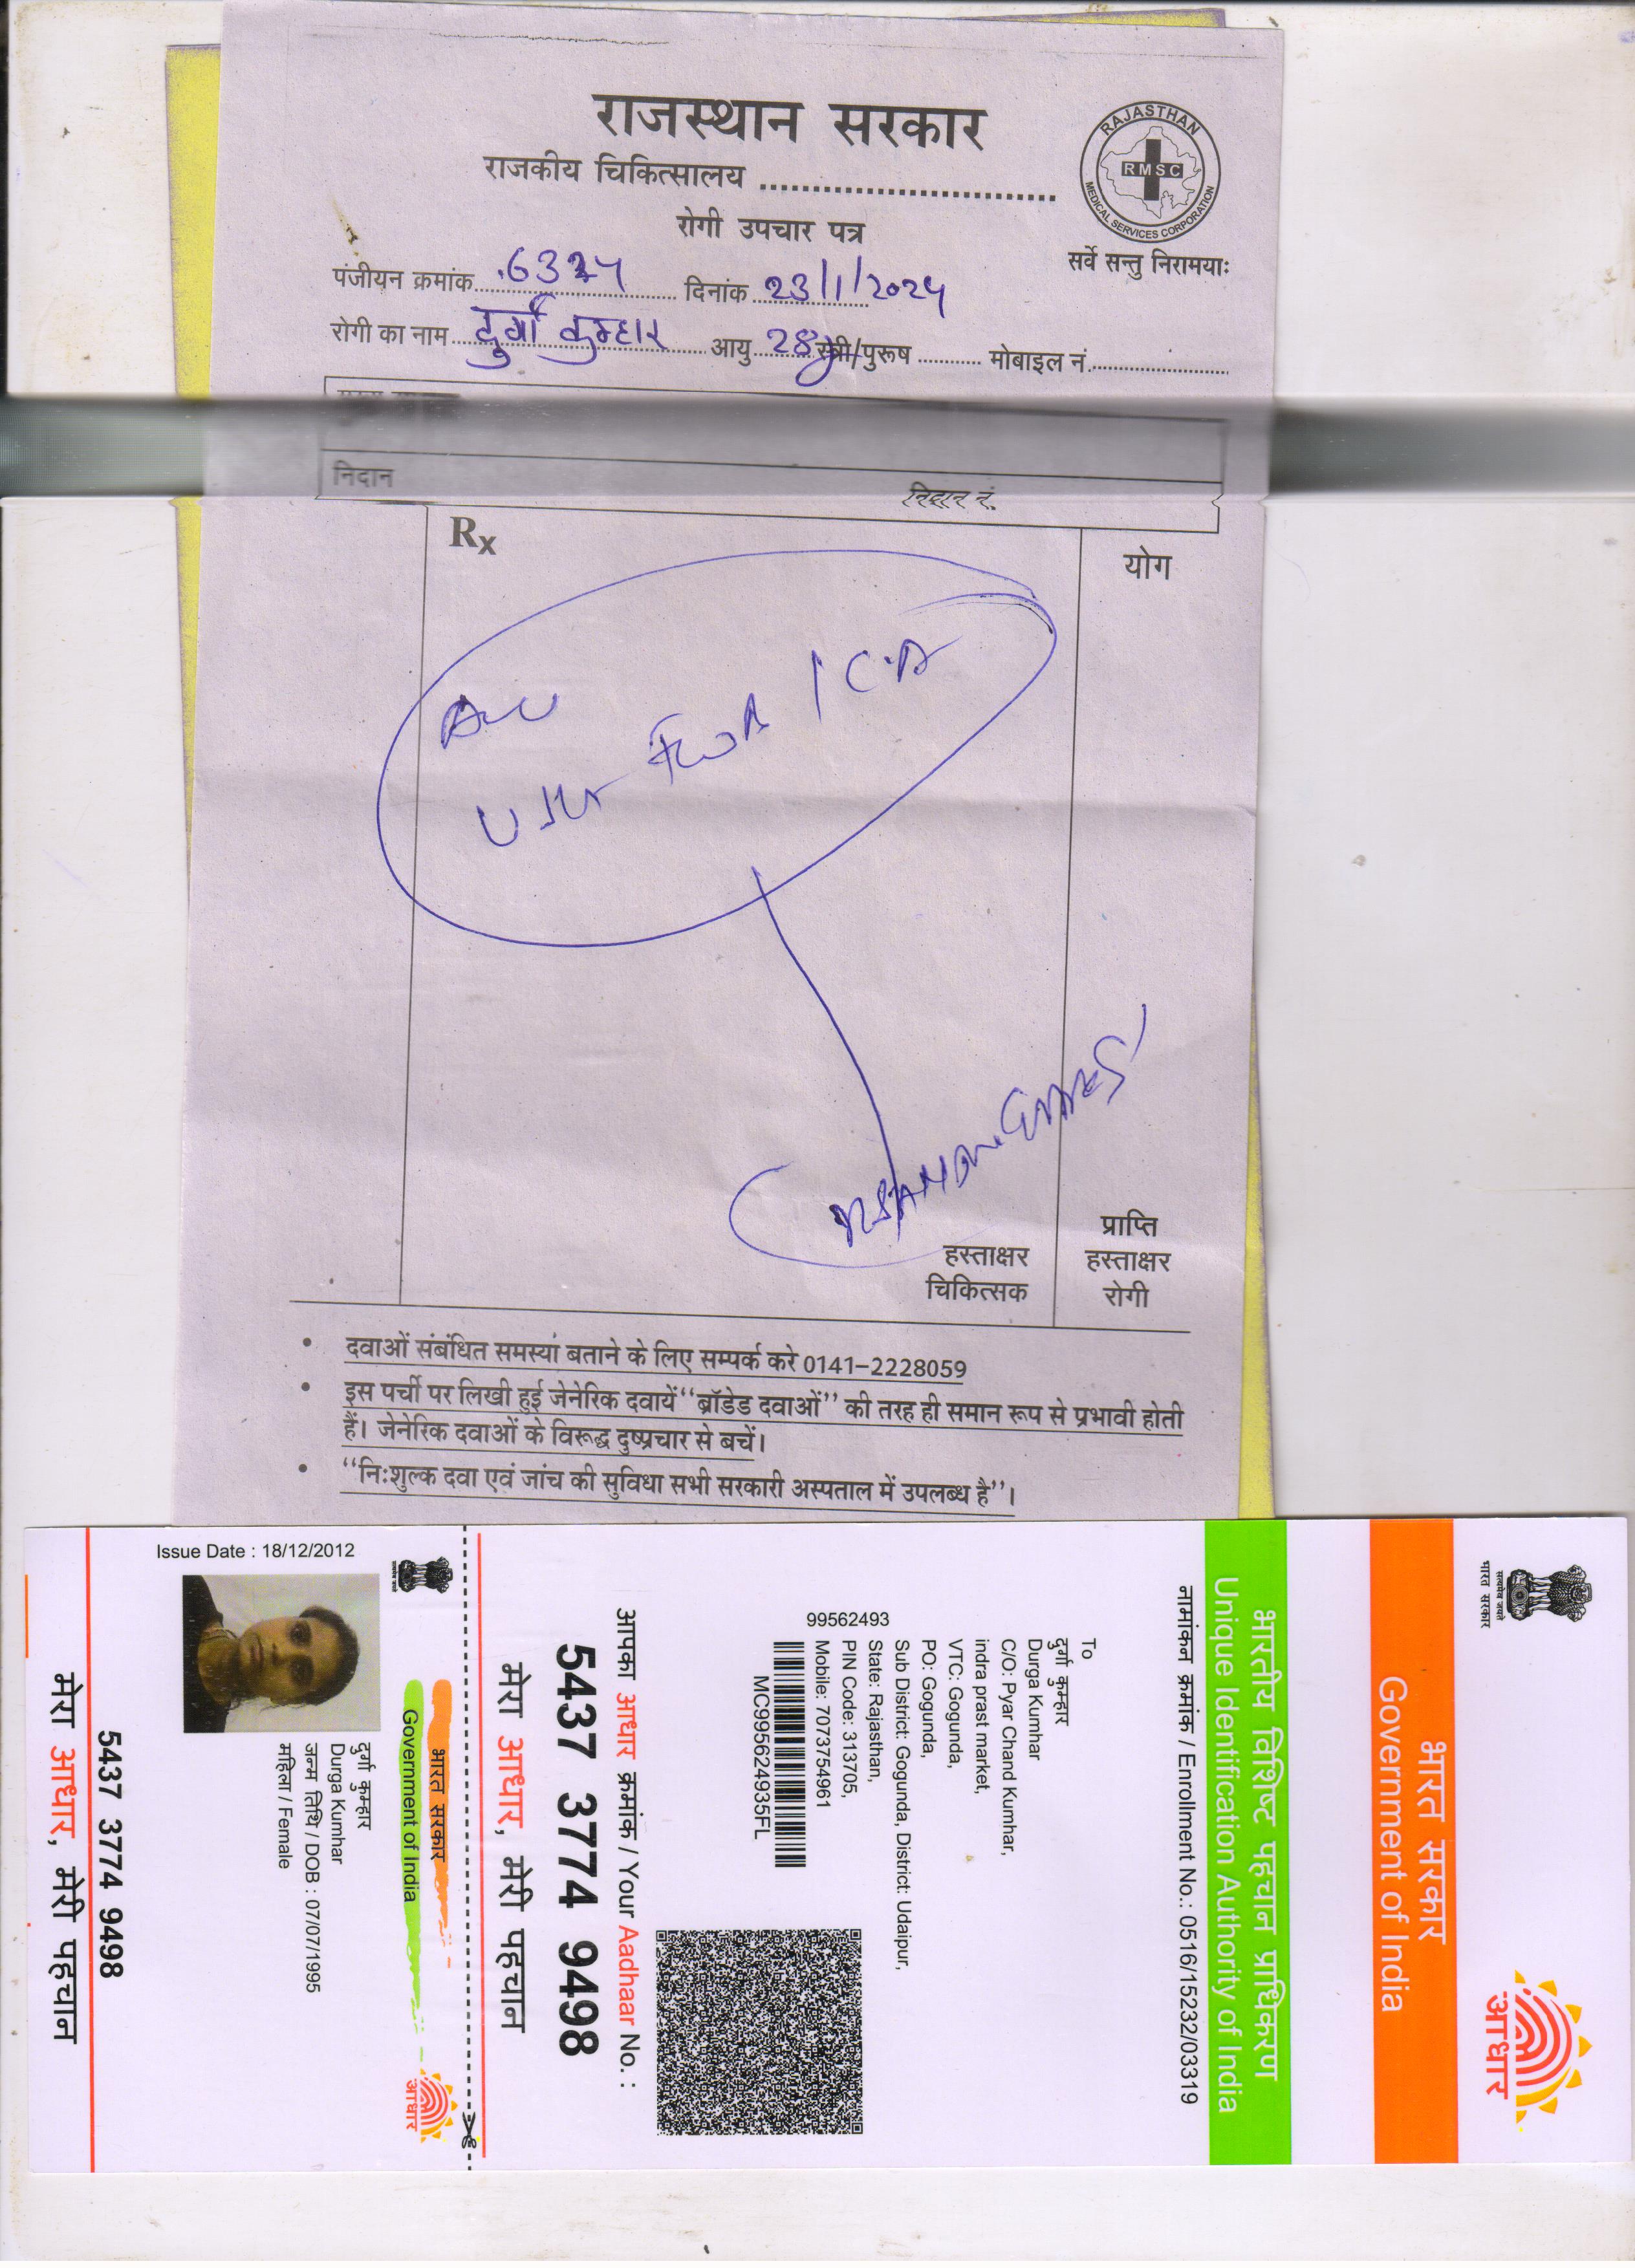 राजस्थान सरकार
राजकीय चिकित्सालय ..............................
रोगी उपचार पत्र
RAJASTHAN
RMSC
MEDICAL SERVICES CORPORATION
सर्वे सन्तु निरामयाः
पंजीयन क्रमांक दिनांक 23/1/2024
रोगी का नाम दुर्गा कुम्हार आयु 28 स्त्री/पुरूष .......... मोबाइल नं.
निदान
निदान नं.
Rx
योग
हस्ताक्षर
चिकित्सक
प्राप्ति
हस्ताक्षर
रोगी
• दवाओं संबंधित समस्या बताने के लिए सम्पर्क करे 0141-2228059
• इस पर्ची पर लिखी हुई जेनेरिक दवायें “ब्रॉडेड दवाओं” की तरह ही समान रूप से प्रभावी होती
हैं। जेनेरिक दवाओं के विरूद्ध दुष्प्रचार से बचें।
• “निःशुल्क दवा एवं जांच की सुविधा सभी सरकारी अस्पताल में उपलब्ध है”।
सत्यमेव जयते
भारत सरकार
भारत सरकार
Government of India
आधार
भारतीय विशिष्ट पहचान प्राधिकरण
Unique Identification Authority of India
नामांकन क्रमांक / Enrollment No.: 0516/15232/03319
To
दुर्गा कुम्हार
Durga Kumhar
C/O: Pyar Chand Kumhar,
indra prast market,
VTC: Gogunda,
PO: Gogunda,
Sub District: Gogunda, District: Udaipur,
State: Rajasthan,
PIN Code: 313705,
Mobile: 7073754961
99562493
MC995624935FL
आपका आधार क्रमांक / Your Aadhaar No. :
5437 3774 9498
मेरा आधार, मेरी पहचान
भारत सरकार
Government of India
आधार
Issue Date : 18/12/2012
दुर्गा कुम्हार
Durga Kumhar
जन्म तिथि / DOB : 07/07/1995
महिला / Female
5437 3774 9498
मेरा आधार, मेरी पहचान